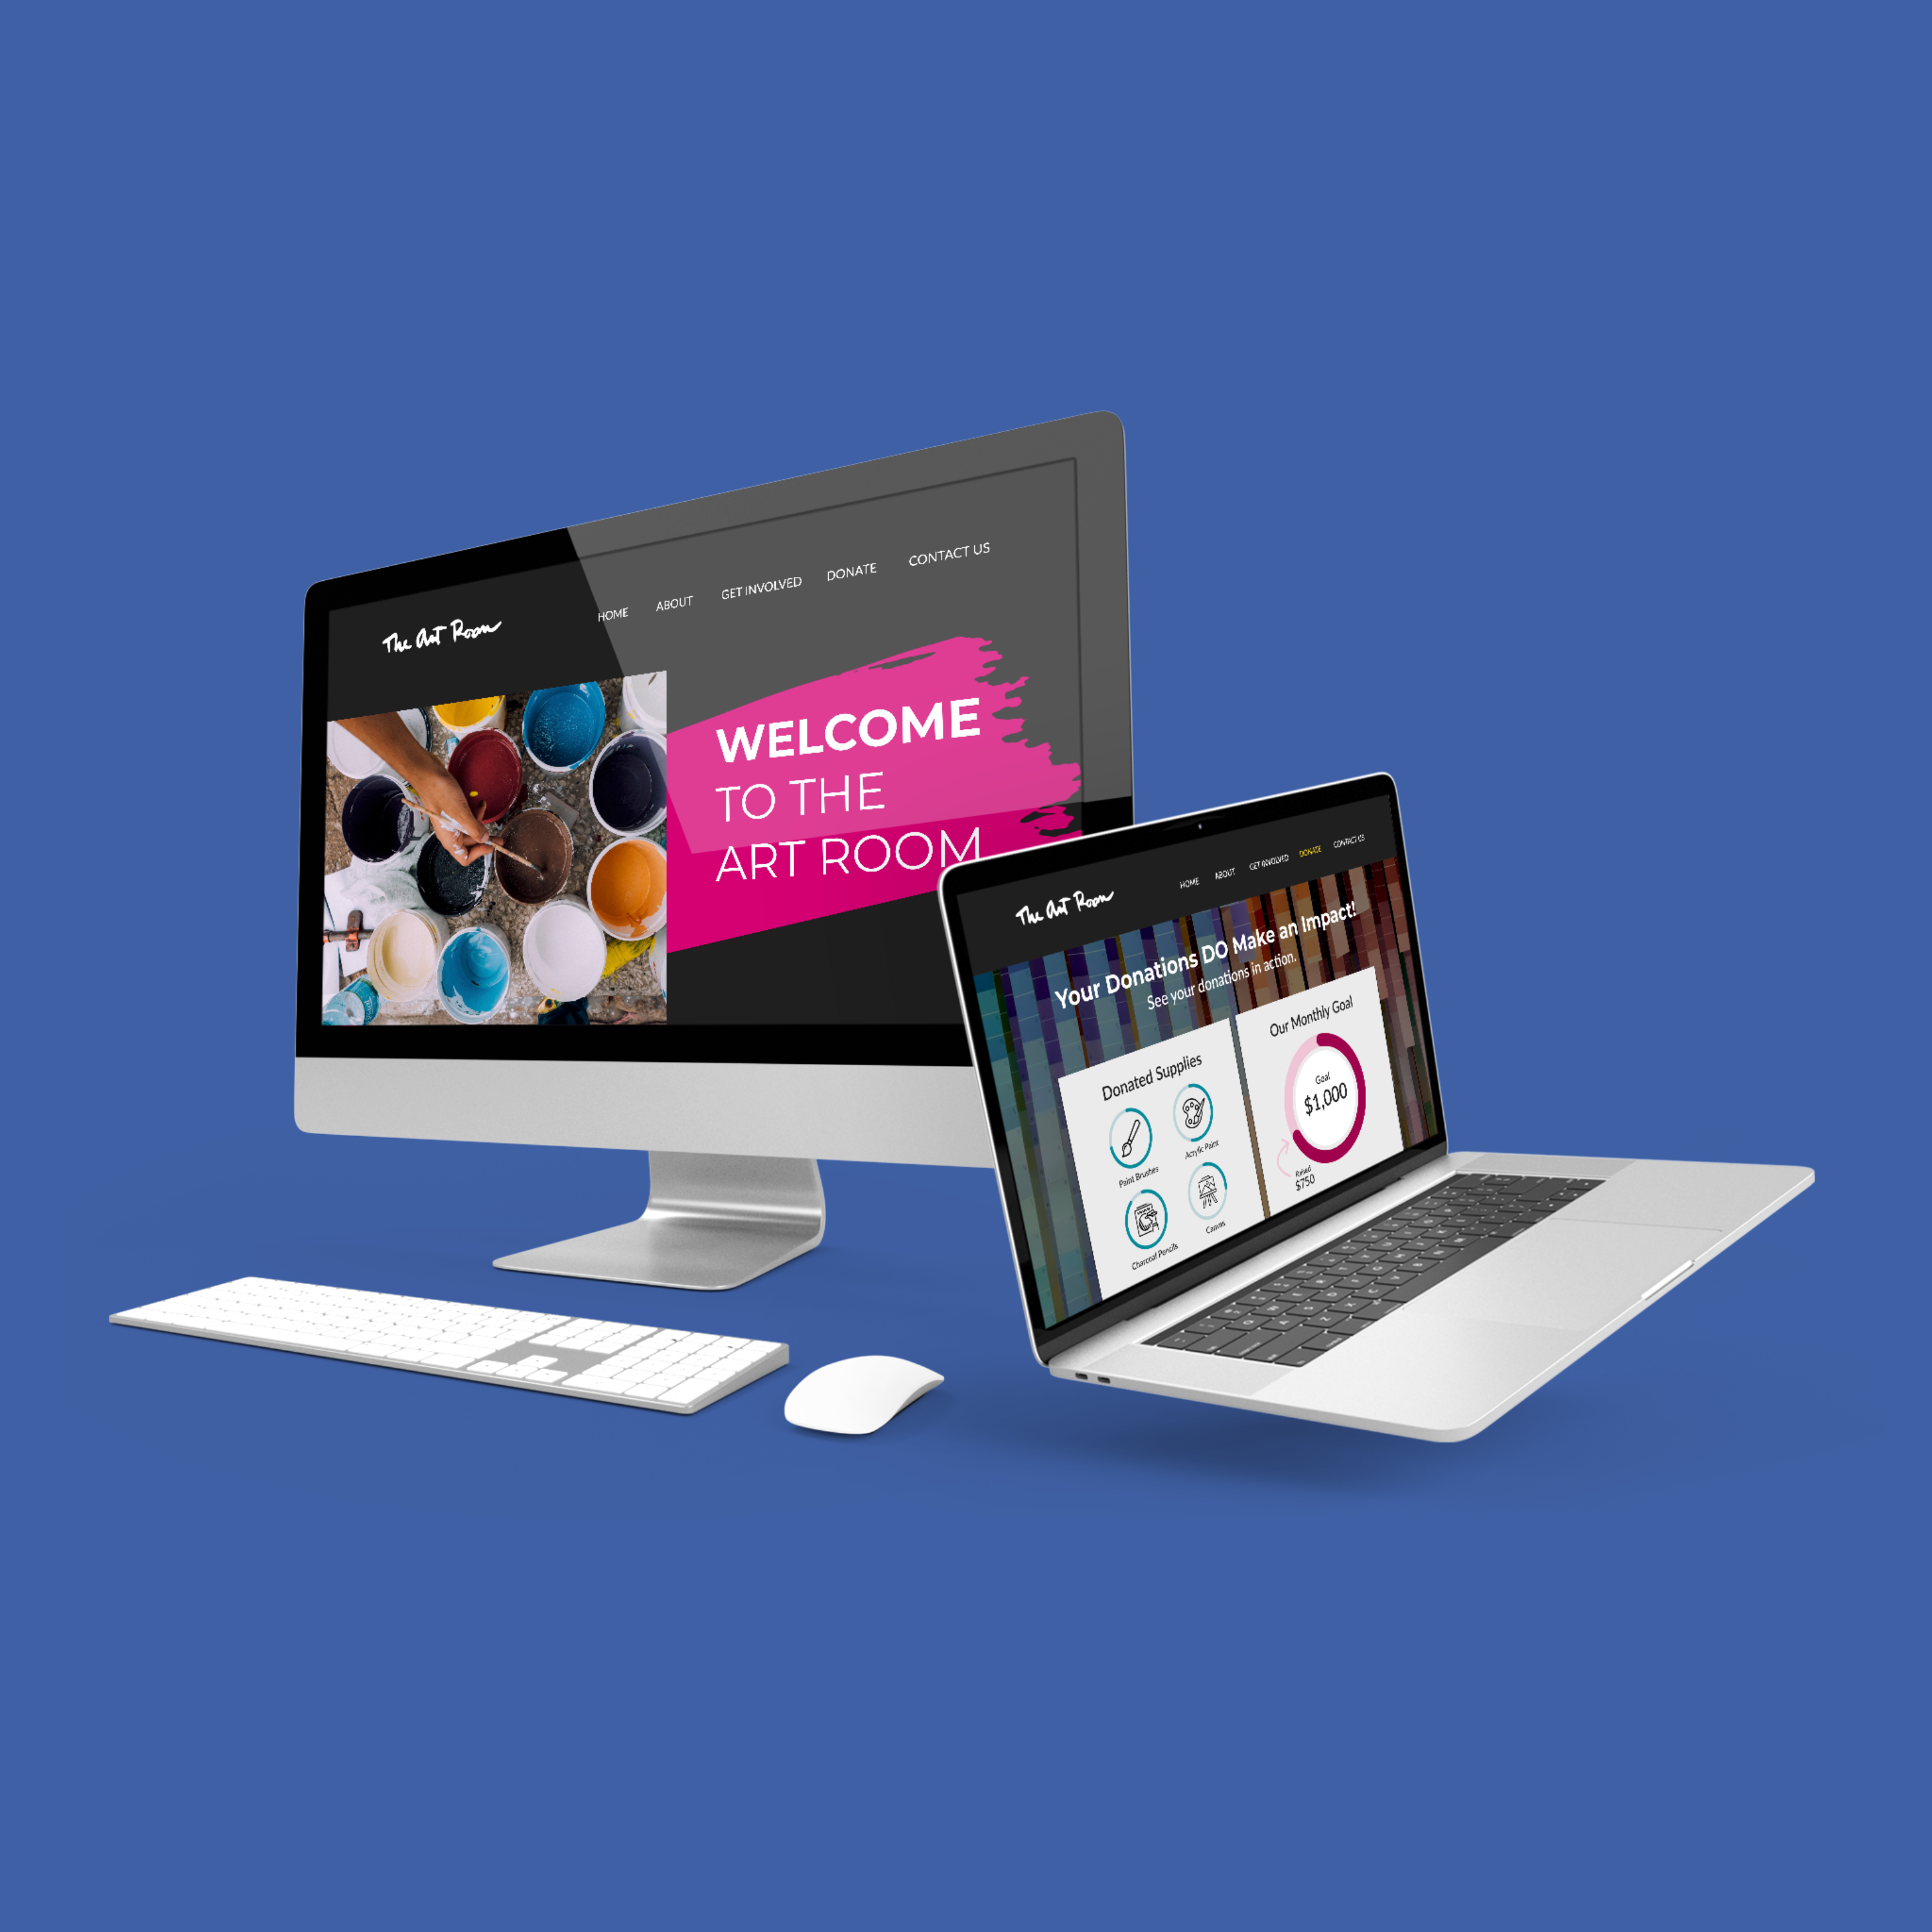 The Art Room
HOME ABOUT GET INVOLVED DONATE CONTACT US
WELCOME
TO THE
ART ROOM
The Art Room
HOME ABOUT GET INVOLVED DONATE CONTACT US
Your Donations DO Make an Impact!
See your donations in action.
Donated Supplies
Paint Brushes
Acrylic Paint
Charcoal Pencils
Canvas
Our Monthly Goal
Goal
$1,000
Raised
$750